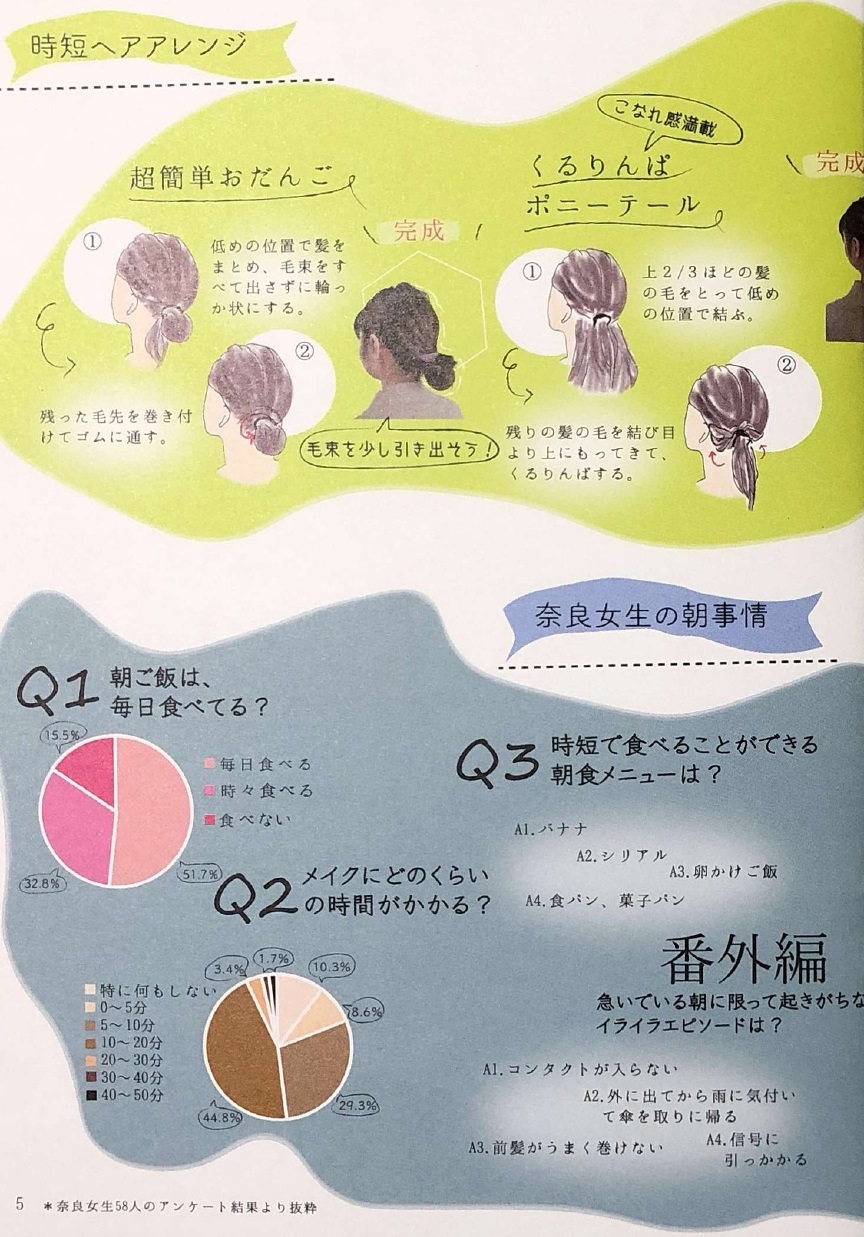 時短ヘアアレンジ
超簡単おだんご
①
低めの位置で髪を
まとめ、毛束をす
べて出さずに輪っ
か状にする。
②
残った毛先を巻き付
けてゴムに通す。
完成
毛束を少し引き出そう!
こなれ感満載
くるりんぱ
ポニーテール
①
上2/3ほどの髪
の毛をとって低め
の位置で結ぶ。
②
残りの髪の毛を結び目
より上にもってきて、
くるりんぱする。
完成
奈良女生の朝事情
Q1 朝ご飯は、
毎日食べてる?
15.5%
32.8%
51.7%
毎日食べる
時々食べる
食べない
Q2 メイクにどのくらい
の時間がかかる?
特に何もしない
0〜5分
5〜10分
10〜20分
20〜30分
30〜40分
40〜50分
3.4%
1.7%
10.3%
8.6%
29.3%
44.8%
Q3 時短で食べることができる
朝食メニューは?
A1.バナナ
A2.シリアル
A3.卵かけご飯
A4.食パン、菓子パン
番外編
急いでいる朝に限って起きがちな
イライラエピソードは?
A1.コンタクトが入らない
A2.外に出てから雨に気付い
て傘を取りに帰る
A3.前髪がうまく巻けない
A4.信号に
引っかかる
5 *奈良女生58人のアンケート結果より抜粋